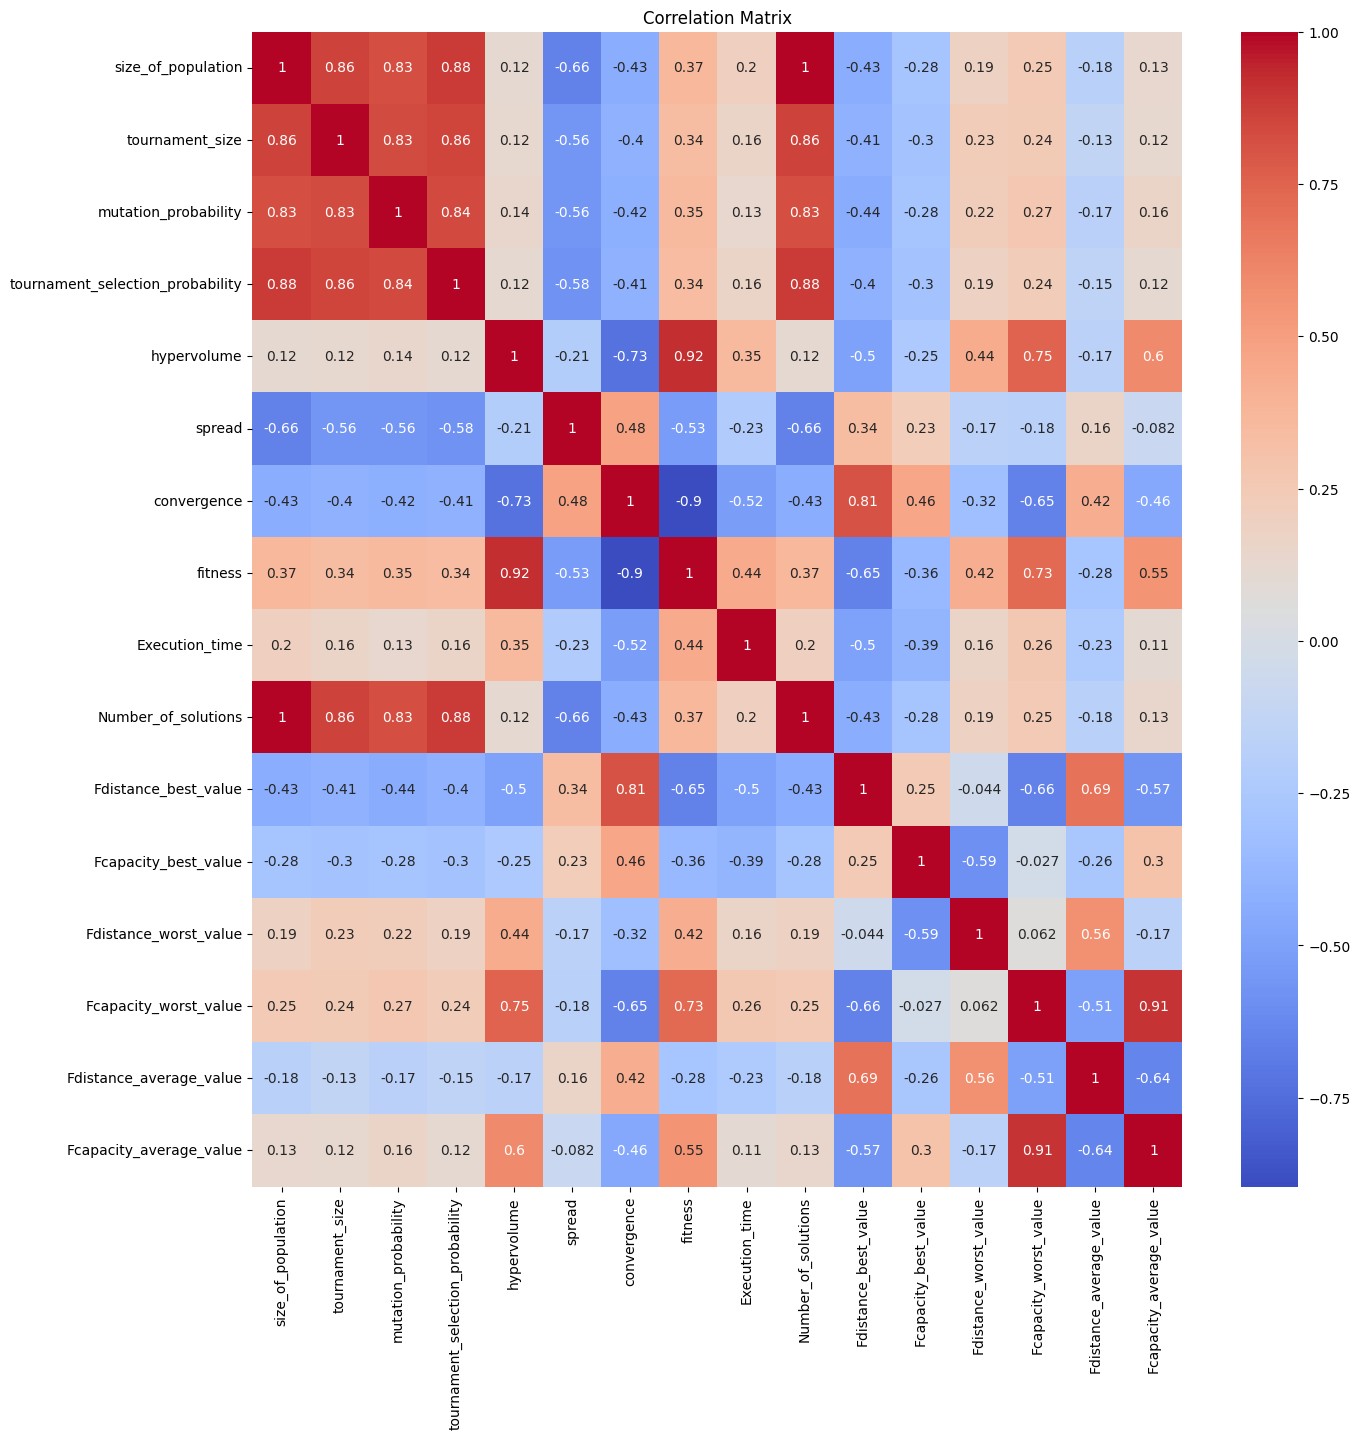 Correlation Matrix
size_of_population 1 0.86 0.83 0.88 0.12 -0.66 -0.43 0.37 0.2 1 -0.43 -0.28 0.19 0.25 -0.18 0.13
tournament_size 0.86 1 0.83 0.86 0.12 -0.56 -0.4 0.34 0.16 0.86 -0.41 -0.3 0.23 0.24 -0.13 0.12
mutation_probability 0.83 0.83 1 0.84 0.14 -0.56 -0.42 0.35 0.13 0.83 -0.44 -0.28 0.22 0.27 -0.17 0.16
tournament_selection_probability 0.88 0.86 0.84 1 0.12 -0.58 -0.41 0.34 0.16 0.88 -0.4 -0.3 0.19 0.24 -0.15 0.12
hypervolume 0.12 0.12 0.14 0.12 1 -0.21 -0.73 0.92 0.35 0.12 -0.5 -0.25 0.44 0.75 -0.17 0.6
spread -0.66 -0.56 -0.56 -0.58 -0.21 1 0.48 -0.53 -0.23 -0.66 0.34 0.23 -0.17 -0.18 0.16 -0.082
convergence -0.43 -0.4 -0.42 -0.41 -0.73 0.48 1 -0.9 -0.52 -0.43 0.81 0.46 -0.32 -0.65 0.42 -0.46
fitness 0.37 0.34 0.35 0.34 0.92 -0.53 -0.9 1 0.44 0.37 -0.65 -0.36 0.42 0.73 -0.28 0.55
Execution_time 0.2 0.16 0.13 0.16 0.35 -0.23 -0.52 0.44 1 0.2 -0.5 -0.39 0.16 0.26 -0.23 0.11
Number_of_solutions 1 0.86 0.83 0.88 0.12 -0.66 -0.43 0.37 0.2 1 -0.43 -0.28 0.19 0.25 -0.18 0.13
Fdistance_best_value -0.43 -0.41 -0.44 -0.4 -0.5 0.34 0.81 -0.65 -0.5 -0.43 1 0.25 -0.044 -0.66 0.69 -0.57
Fcapacity_best_value -0.28 -0.3 -0.28 -0.3 -0.25 0.23 0.46 -0.36 -0.39 -0.28 0.25 1 -0.59 -0.027 -0.26 0.3
Fdistance_worst_value 0.19 0.23 0.22 0.19 0.44 -0.17 -0.32 0.42 0.16 0.19 -0.044 -0.59 1 0.062 0.56 -0.17
Fcapacity_worst_value 0.25 0.24 0.27 0.24 0.75 -0.18 -0.65 0.73 0.26 0.25 -0.66 -0.027 0.062 1 -0.51 0.91
Fdistance_average_value -0.18 -0.13 -0.17 -0.15 -0.17 0.16 0.42 -0.28 -0.23 -0.18 0.69 -0.26 0.56 -0.51 1 -0.64
Fcapacity_average_value 0.13 0.12 0.16 0.12 0.6 -0.082 -0.46 0.55 0.11 0.13 -0.57 0.3 -0.17 0.91 -0.64 1
size_of_population
tournament_size
mutation_probability
tournament_selection_probability
hypervolume
spread
convergence
fitness
Execution_time
Number_of_solutions
Fdistance_best_value
Fcapacity_best_value
Fdistance_worst_value
Fcapacity_worst_value
Fdistance_average_value
Fcapacity_average_value
1.00
0.75
0.50
0.25
0.00
−0.25
−0.50
−0.75